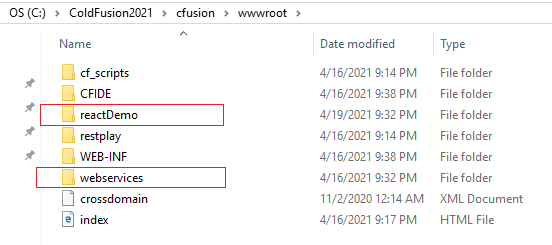 OS (C:) > ColdFusion2021 > cfusion > wwwroot >
Name Date modified Type
cf_scripts 4/16/2021 9:14 PM File folder
CFIDE 4/16/2021 9:38 PM File folder
reactDemo 4/19/2021 9:32 PM File folder
restplay 4/16/2021 9:14 PM File folder
WEB-INF 4/16/2021 9:38 PM File folder
webservices 4/16/2021 9:32 PM File folder
crossdomain 11/2/2020 12:14 AM XML Document
index 4/16/2021 9:17 PM HTML File